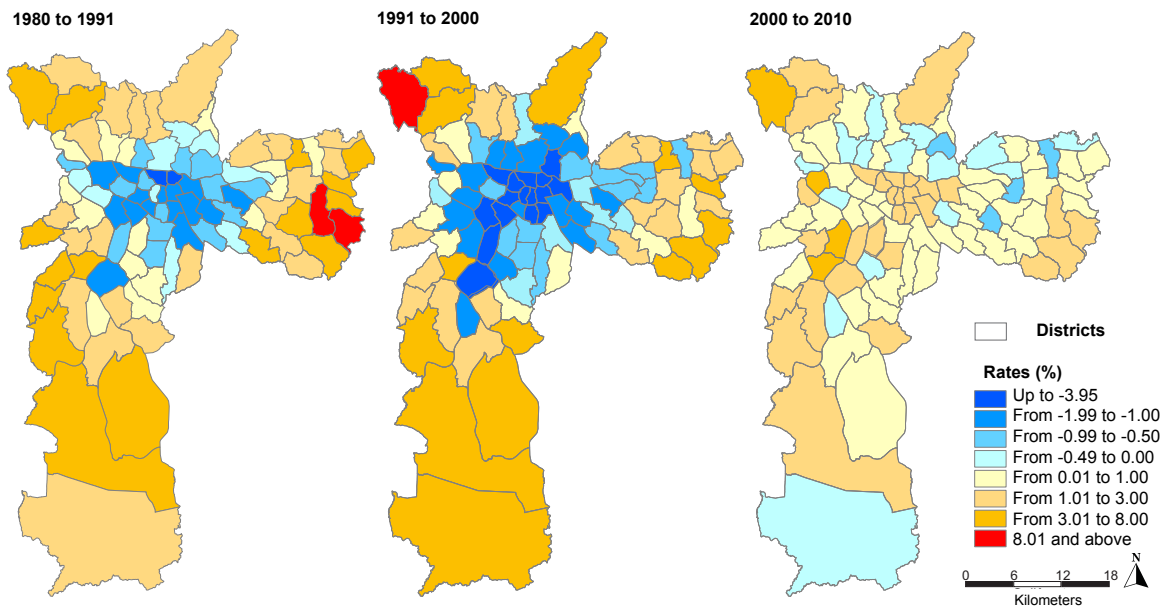 1980 to 1991
1991 to 2000
2000 to 2010
Districts
Rates (%)
Up to -3.95
From -1.99 to -1.00
From -0.99 to -0.50
From -0.49 to 0.00
From 0.01 to 1.00
From 1.01 to 3.00
From 3.01 to 8.00
8.01 and above
N
0 6 12 18
Kilometers